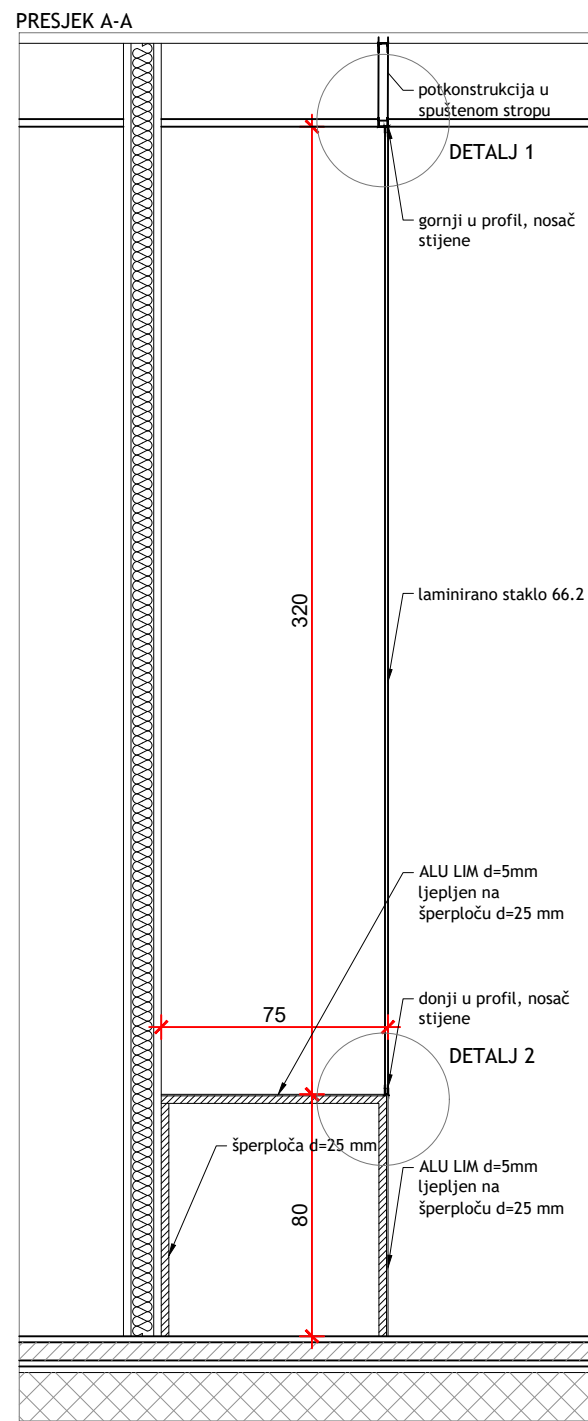 PRESJEK A-A
potkonstrukcija u
spuštenom stropu
DETALJ 1
gornji u profil, nosač
stijene
320
laminirano staklo 66.2
ALU LIM d=5mm
ljepljen na
šperploču d=25 mm
75
donji u profil, nosač
stijene
DETALJ 2
šperploča d=25 mm
80
ALU LIM d=5mm
ljepljen na
šperploču d=25 mm